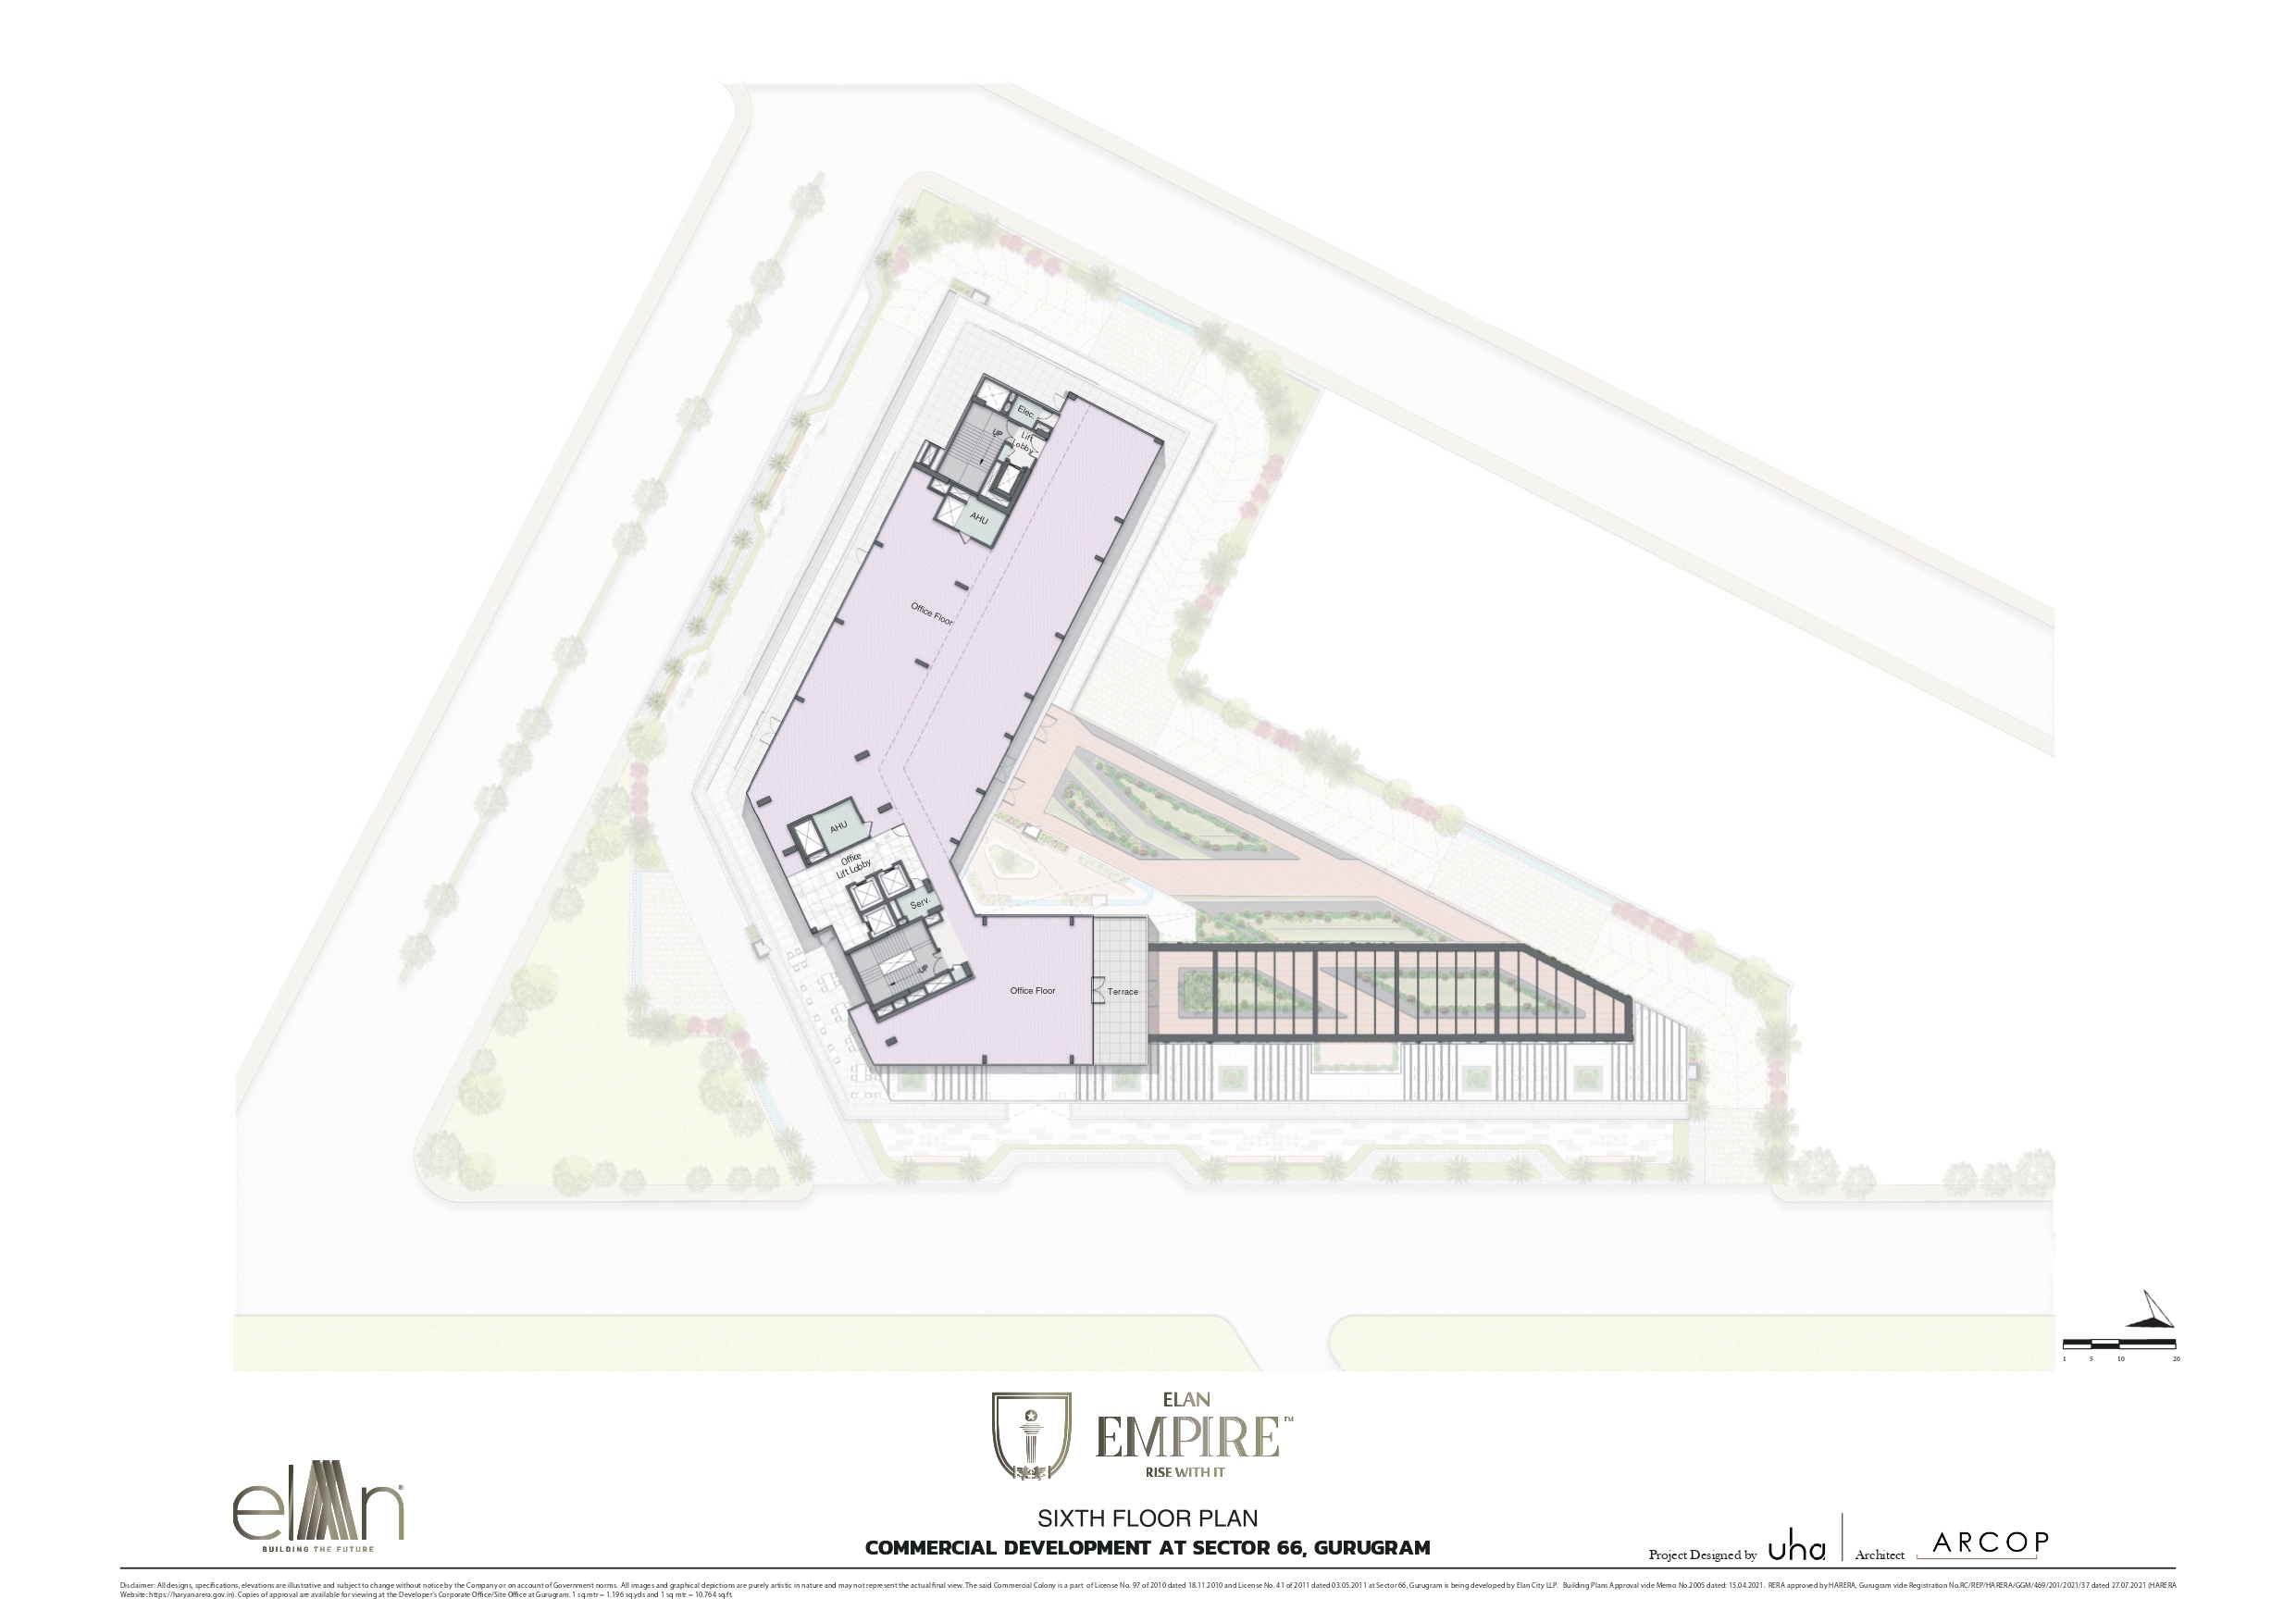 Elec.
UP
Lift
Lobby
AHU
Office Floor
AHU
Office
Lift Lobby
Serv.
UP
Office Floor
Terrace
1 5 10 20
ELAN
EMPIRE™
RISE WITH IT
elan®
BUILDING THE FUTURE
SIXTH FLOOR PLAN
COMMERCIAL DEVELOPMENT AT SECTOR 66, GURUGRAM
Project Designed by uha Architect ARCOP
Disclaimer: All designs, specifications, elevations are illustrative and subject to change without notice by the Company or on account of Government norms. All images and graphical depictions are purely artistic in nature and may not represent the actual final view. The said Commercial Colony is a part of License No. 97 of 2010 dated 18.11.2010 and License No. 41 of 2011 dated 03.05.2011 at Sector 66, Gurugram is being developed by Elan City LLP. Building Plans Approval vide Memo No.2005 dated: 15.04.2021. RERA approved by HARERA, Gurugram vide Registration No.RC/REP/HARERA/GGM/469/201/2021/37 dated 27.07.2021 (HARERA
Website: https://haryanarera.gov.in). Copies of approval are available for viewing at the Developer's Corporate Office/Site Office at Gurugram. 1 sq.mtr = 1.196 sq.yds and 1 sq mtr = 10.764 sq.ft.